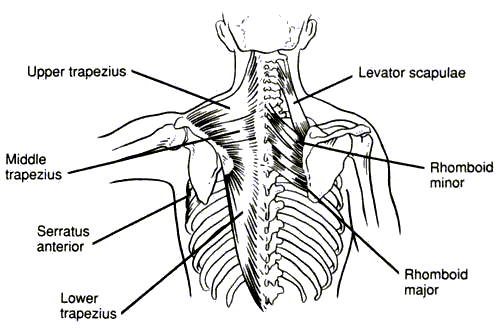 Upper trapezius
Levator scapulae
Middle
trapezius
Rhomboid
minor
Serratus
anterior
Rhomboid
major
Lower
trapezius